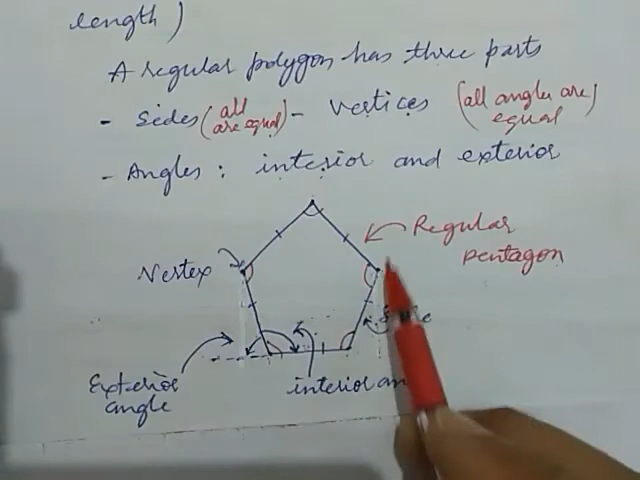 length)
A regular polygon has three parts
- Sides (all are equal) - Vertices (all angles are equal)
- Angles: interior and exterior
Regular
pentagon
Vertex
Exterior
angle
interior an